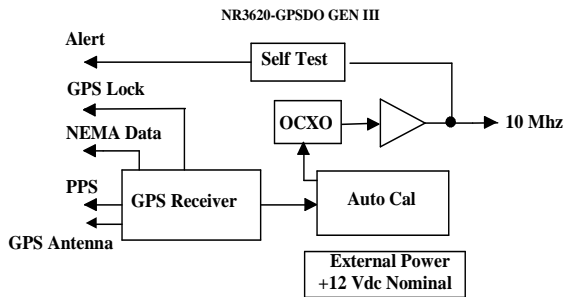 NR3620-GPSDO GEN III
Alert
Self Test
GPS Lock
OCXO
10 Mhz
NEMA Data
PPS
GPS Receiver
Auto Cal
GPS Antenna
External Power
+12 Vdc Nominal